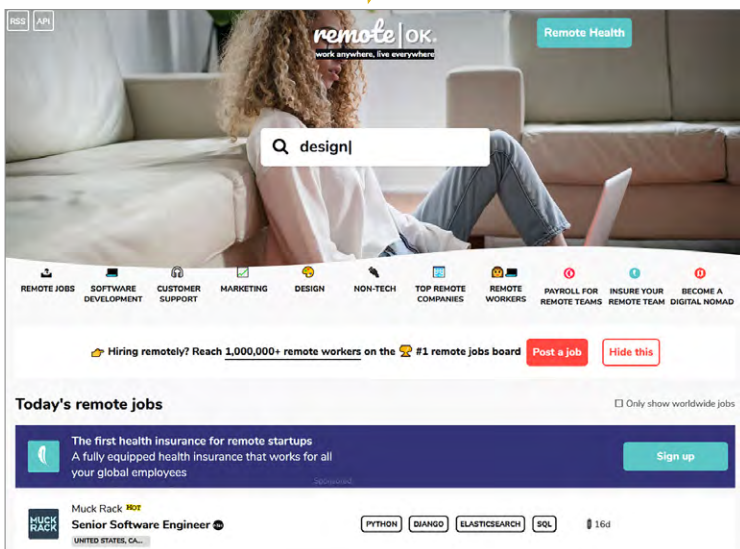 RSS API
remote|OK.
work anywhere, live everywhere
Remote Health
design
REMOTE JOBS
SOFTWARE
DEVELOPMENT
CUSTOMER
SUPPORT
MARKETING
DESIGN
NON-TECH
TOP REMOTE
COMPANIES
REMOTE
WORKERS
PAYROLL FOR
REMOTE TEAMS
INSURE YOUR
REMOTE TEAM
BECOME A
DIGITAL NOMAD
Hiring remotely? Reach 1,000,000+ remote workers on the #1 remote jobs board Post a job Hide this
Today's remote jobs
Only show worldwide jobs
The first health insurance for remote startups
A fully equipped health insurance that works for all
your global employees
Sponsored
Sign up
MUCK
RACK
Muck Rack HOT
Senior Software Engineer
UNITED STATES, CA...
PYTHON DJANGO ELASTICSEARCH SQL 16d